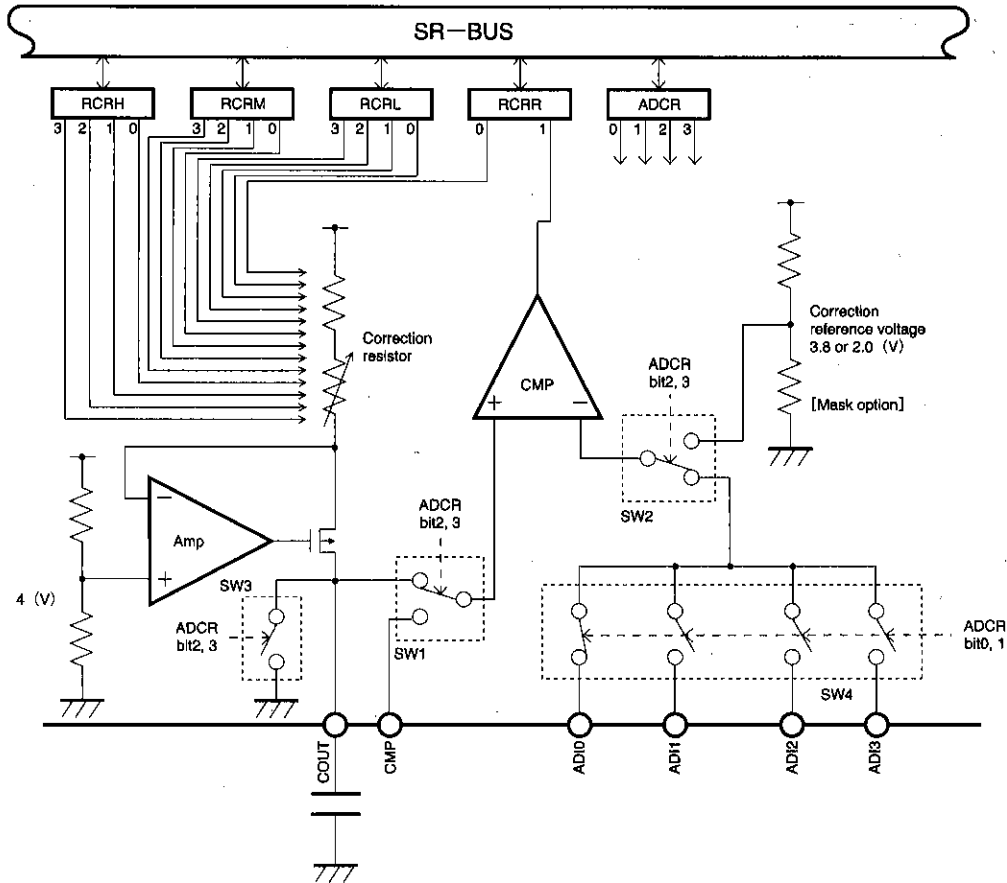 SR−BUS
RCRH
RCRM
RCRL
RCRR
ADCR
3 2 1 0
3 2 1 0
3 2 1 0
0 1
0 1 2 3
Correction
resistor
Correction
reference voltage
3.8 or 2.0 (V)
[Mask option]
CMP
+ −
ADCR
bit2, 3
SW2
−
Amp
+
ADCR
bit2, 3
SW1
4 (V)
SW3
ADCR
bit2, 3
ADCR
bit0, 1
SW4
COUT
CMP
ADI0
ADI1
ADI2
ADI3